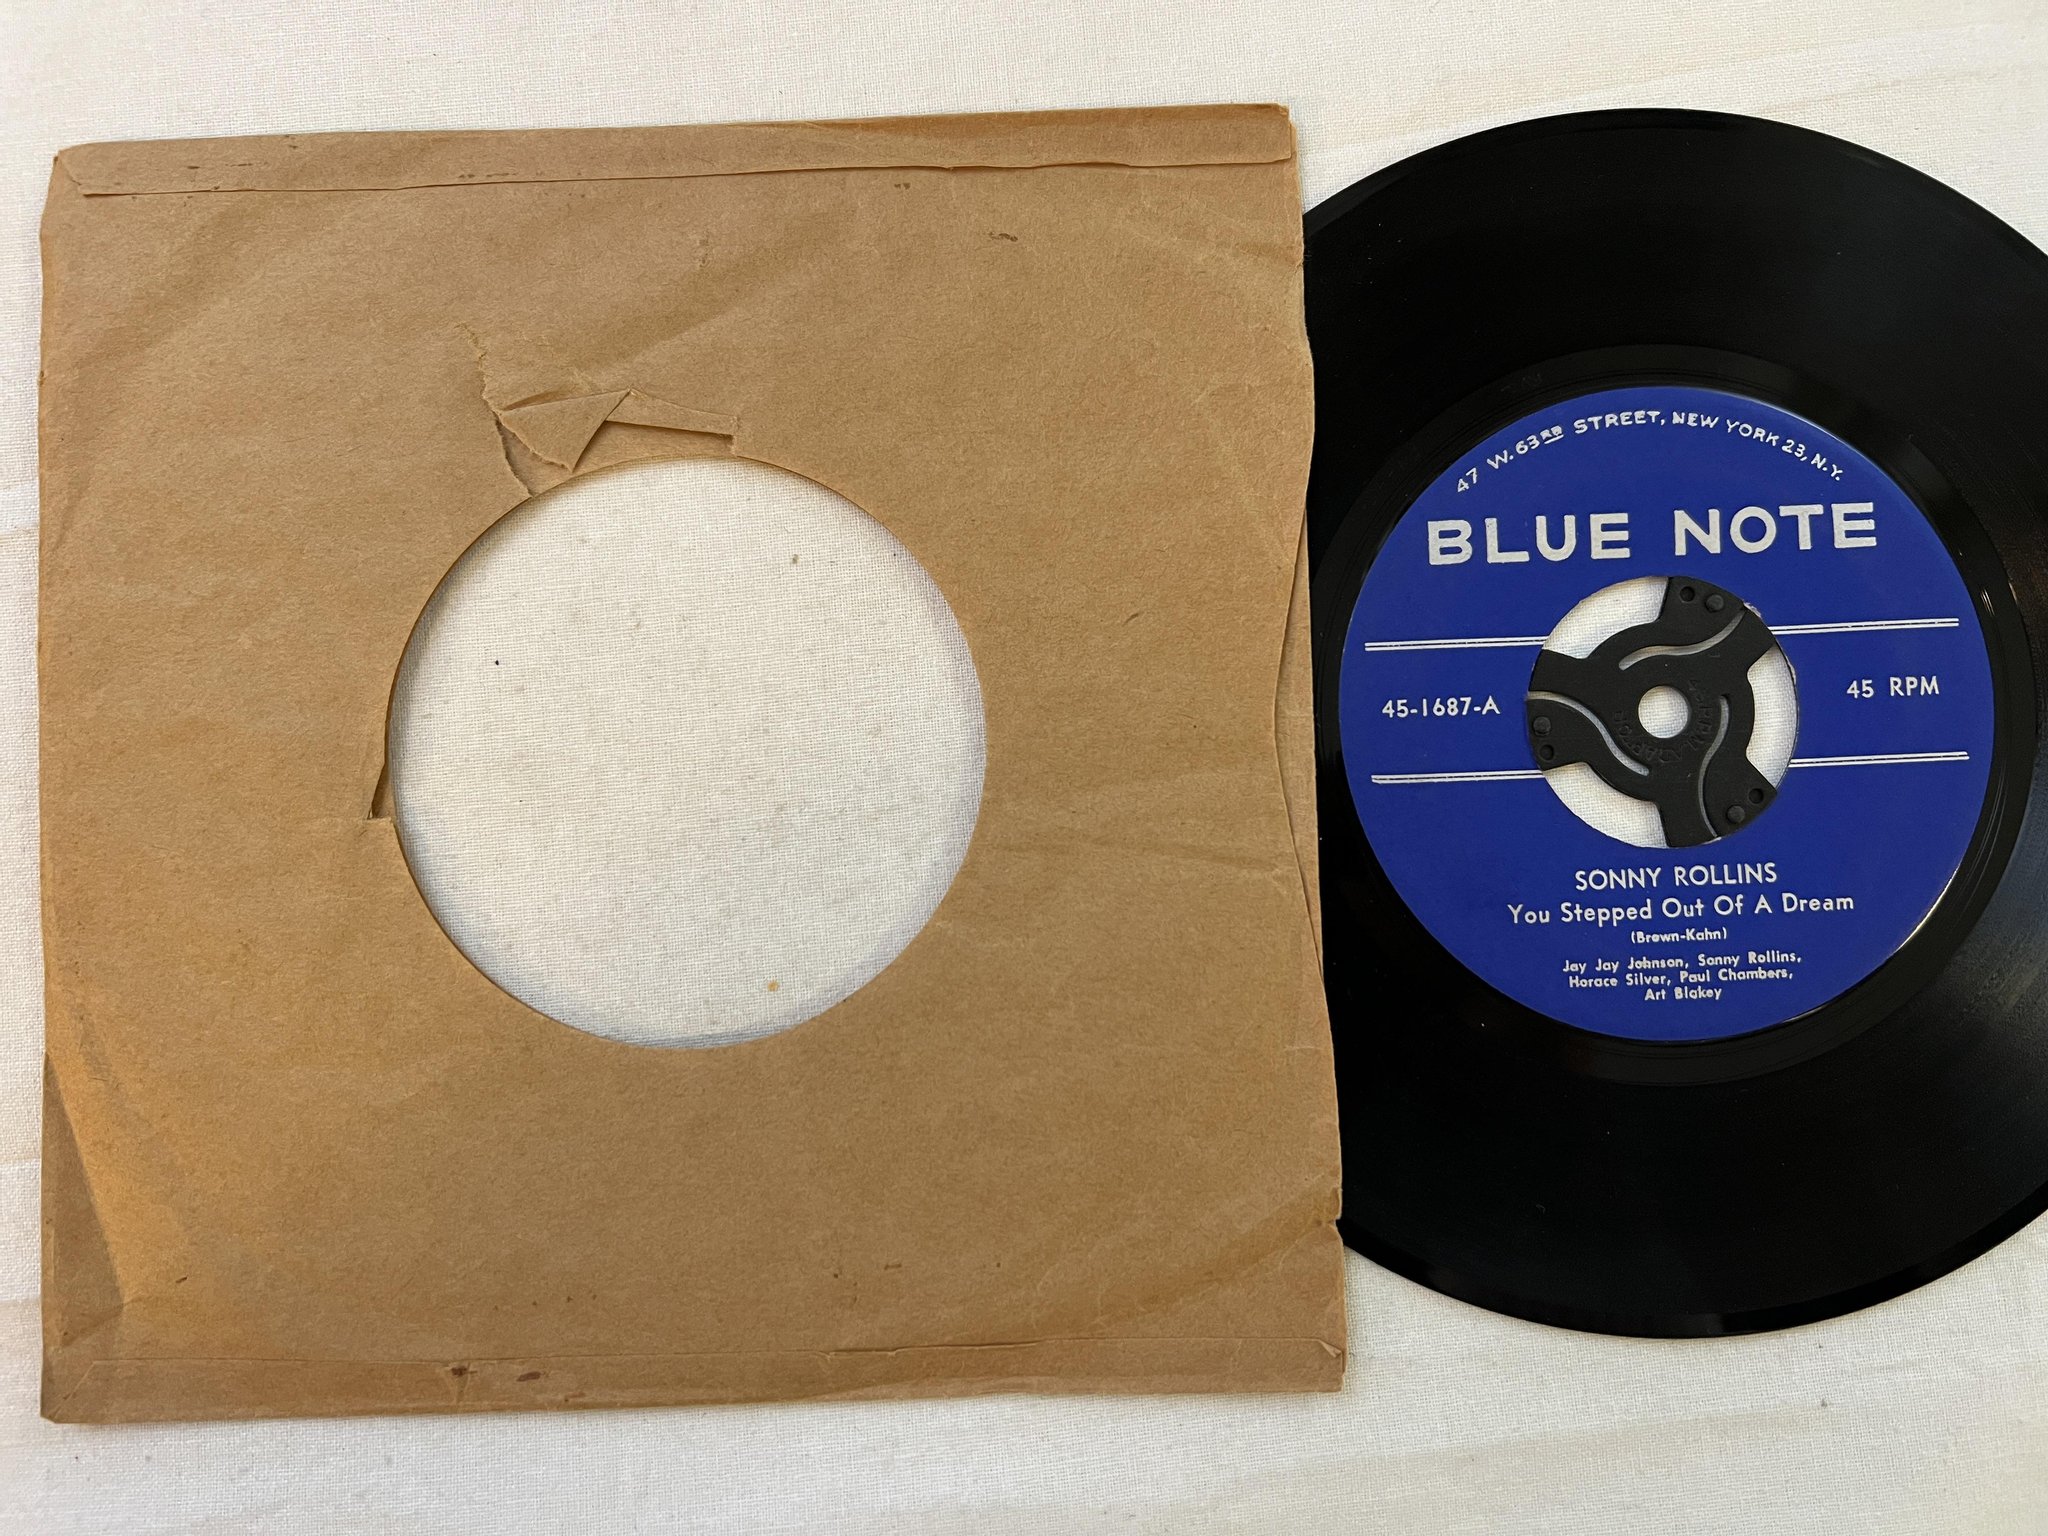 47 W. 63RD STREET, NEW YORK 23, N.Y.
BLUE NOTE
45-1687-A
45 RPM
SONNY ROLLINS
You Stepped Out Of A Dream
(Brown-Kahn)
Jay Jay Johnson, Sonny Rollins,
Horace Silver, Paul Chambers,
Art Blakey